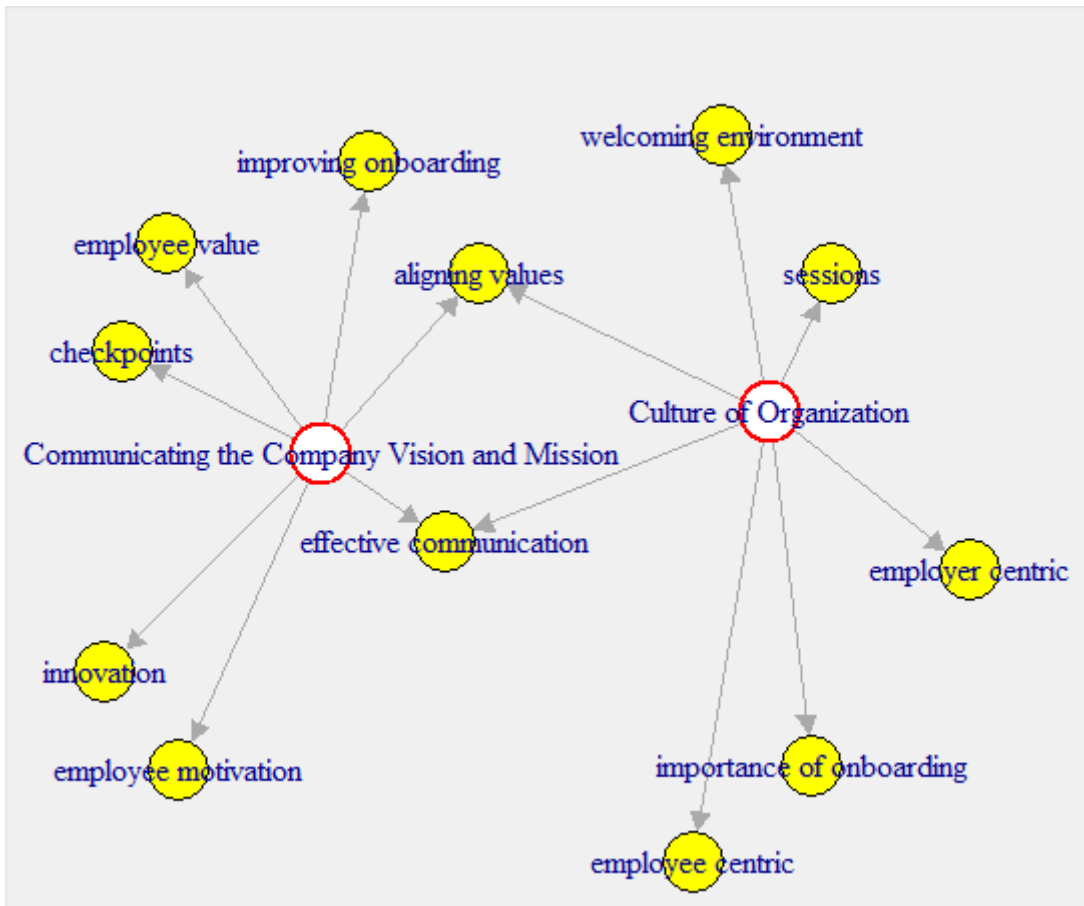 welcoming environment
improving onboarding
employee value
aligning values
sessions
checkpoints
Culture of Organization
Communicating the Company Vision and Mission
effective communication
employer centric
innovation
employee motivation
importance of onboarding
employee centric